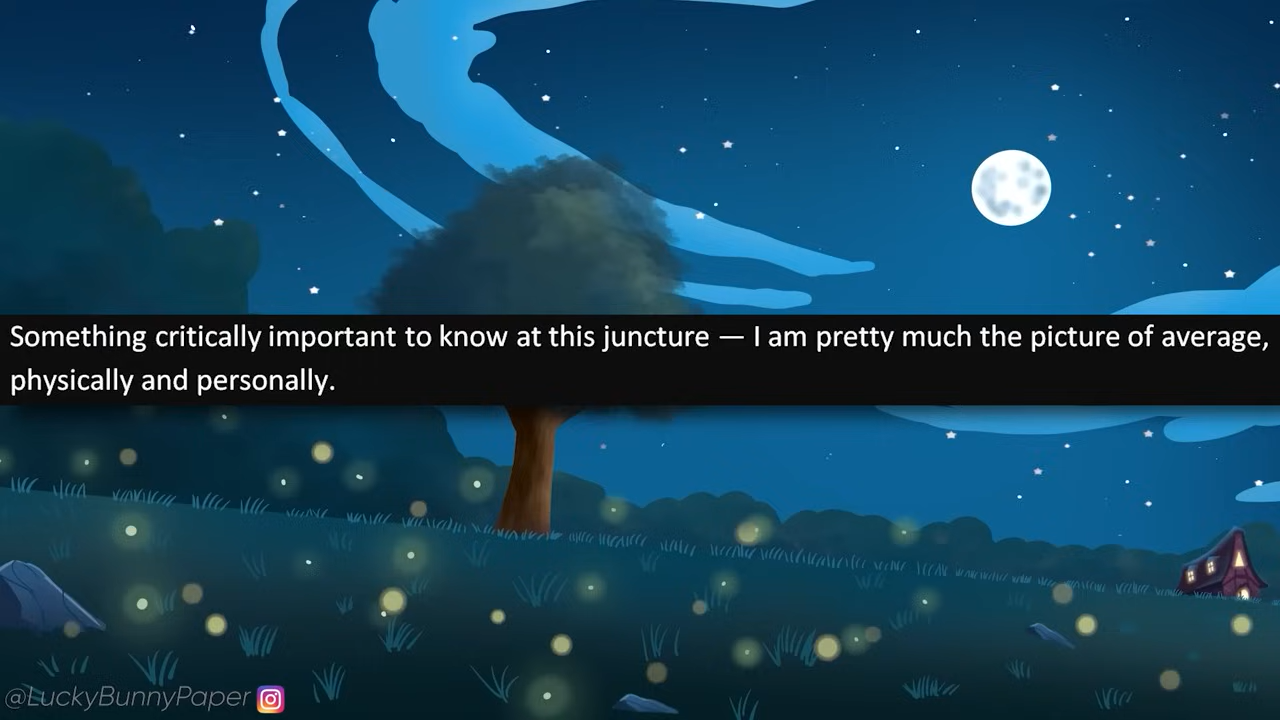 Something critically important to know at this juncture — I am pretty much the picture of average,
physically and personally.
@LuckyBunnyPaper